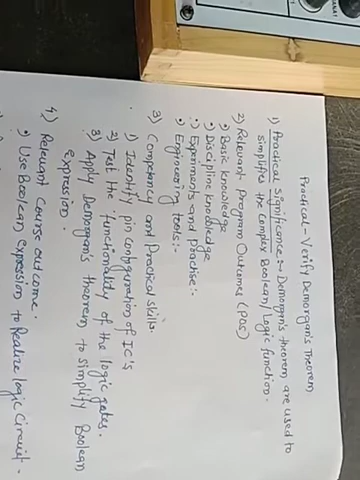 Practical - Verify Demorgan's Theorem
1) Practical Significance:- Demorgan's theorem are used to
simplifies the complex Boolean/Logic function.
2) Relevant Program Outcomes (POS)
• Basic knowledge
• Discipline knowledge
• Experiments and practise:-
• Engineering tools:-
3) Competency and Practical skills.
1) Identify pin configuration of IC's
2) Test the functionality of the logic gates.
3) Apply Demorgan's theorem to simplify Boolean
Expression.
4) Relevant Course outcome.
• Use Boolean expression to Realize logic Circuit.